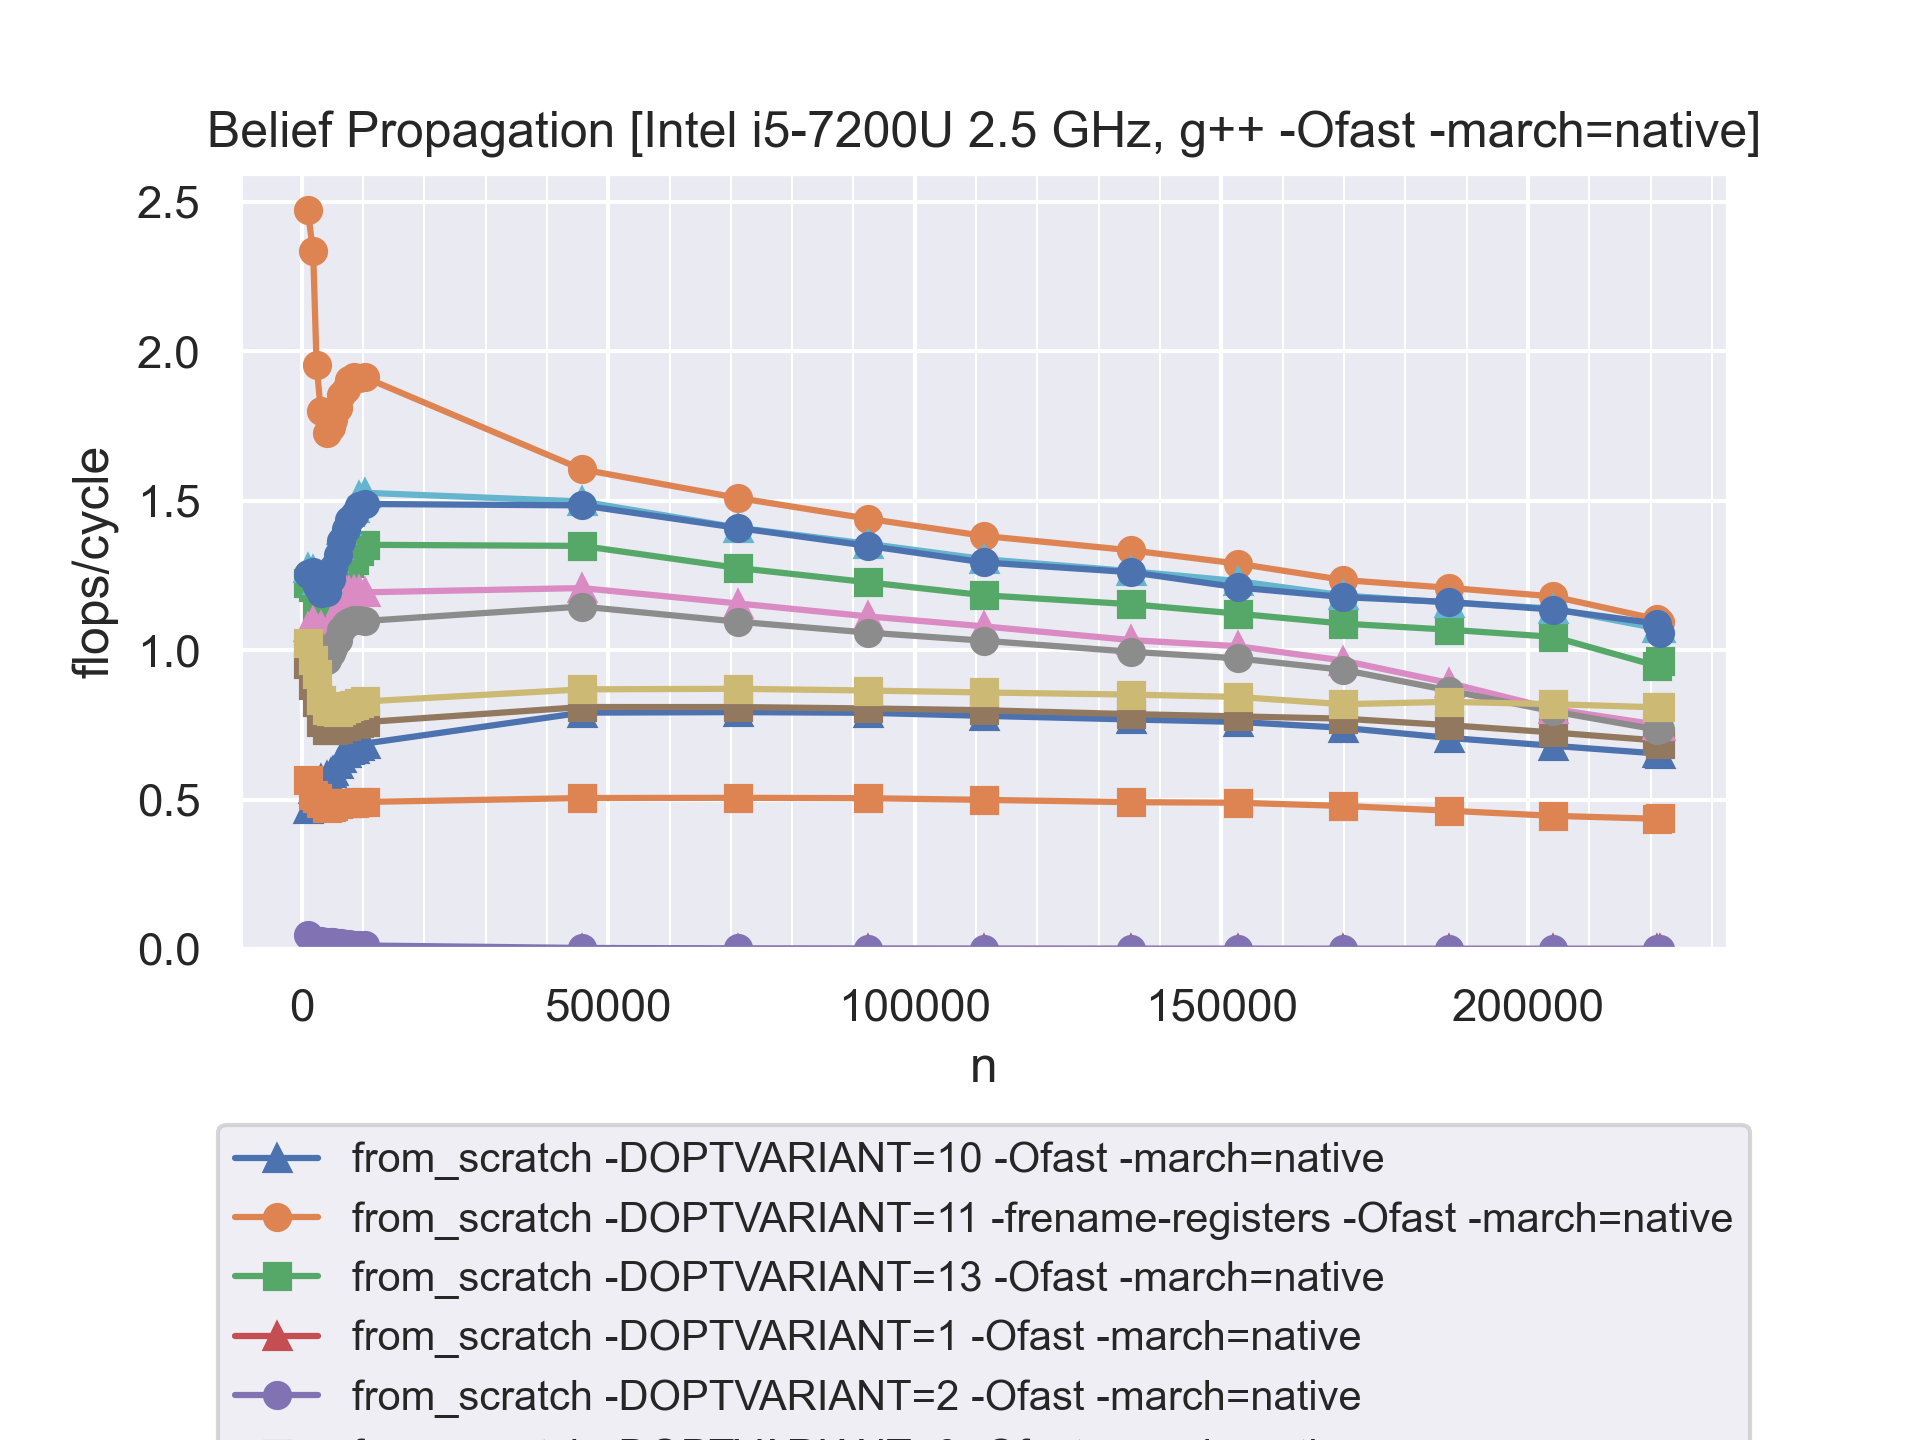 Belief Propagation [Intel i5-7200U 2.5 GHz, g++ -Ofast -march=native]
2.5
2.0
1.5
1.0
0.5
0.0
flops/cycle
0 50000 100000 150000 200000
n
from_scratch -DOPTVARIANT=10 -Ofast -march=native
from_scratch -DOPTVARIANT=11 -frename-registers -Ofast -march=native
from_scratch -DOPTVARIANT=13 -Ofast -march=native
from_scratch -DOPTVARIANT=1 -Ofast -march=native
from_scratch -DOPTVARIANT=2 -Ofast -march=native